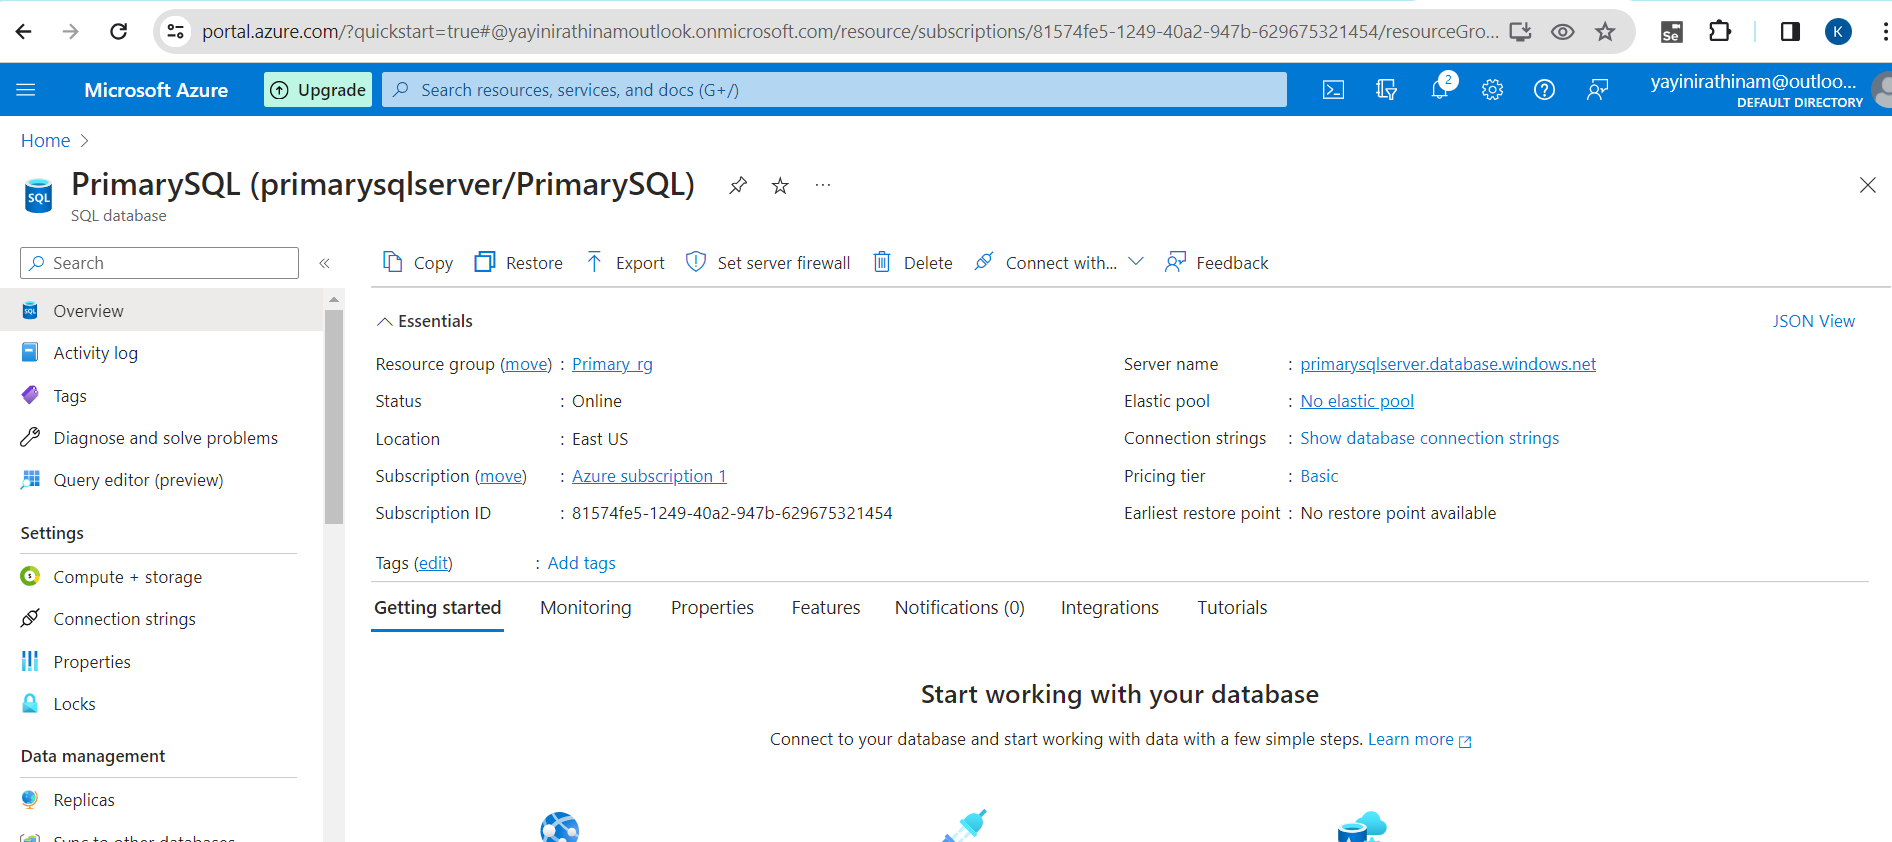 portal.azure.com/?quickstart=true#@yayinirathinamoutlook.onmicrosoft.com/resource/subscriptions/81574fe5-1249-40a2-947b-629675321454/resourceGro...
Se
K
Microsoft Azure
Upgrade
Search resources, services, and docs (G+/)
2
yayinirathinam@outloo...
DEFAULT DIRECTORY
Home
PrimarySQL (primarysqlserver/PrimarySQL)
SQL
SQL database
Search
Copy
Restore
Export
Set server firewall
Delete
Connect with...
Feedback
Overview
Activity log
Tags
Diagnose and solve problems
Query editor (preview)
Settings
Compute + storage
Connection strings
Properties
Locks
Data management
Replicas
Sync to other databases
Essentials
JSON View
Resource group (move) : Primary_rg
Status : Online
Location : East US
Subscription (move) : Azure subscription 1
Subscription ID : 81574fe5-1249-40a2-947b-629675321454
Server name : primarysqlserver.database.windows.net
Elastic pool : No elastic pool
Connection strings : Show database connection strings
Pricing tier : Basic
Earliest restore point : No restore point available
Tags (edit) : Add tags
Getting started
Monitoring
Properties
Features
Notifications (0)
Integrations
Tutorials
Start working with your database
Connect to your database and start working with data with a few simple steps. Learn more